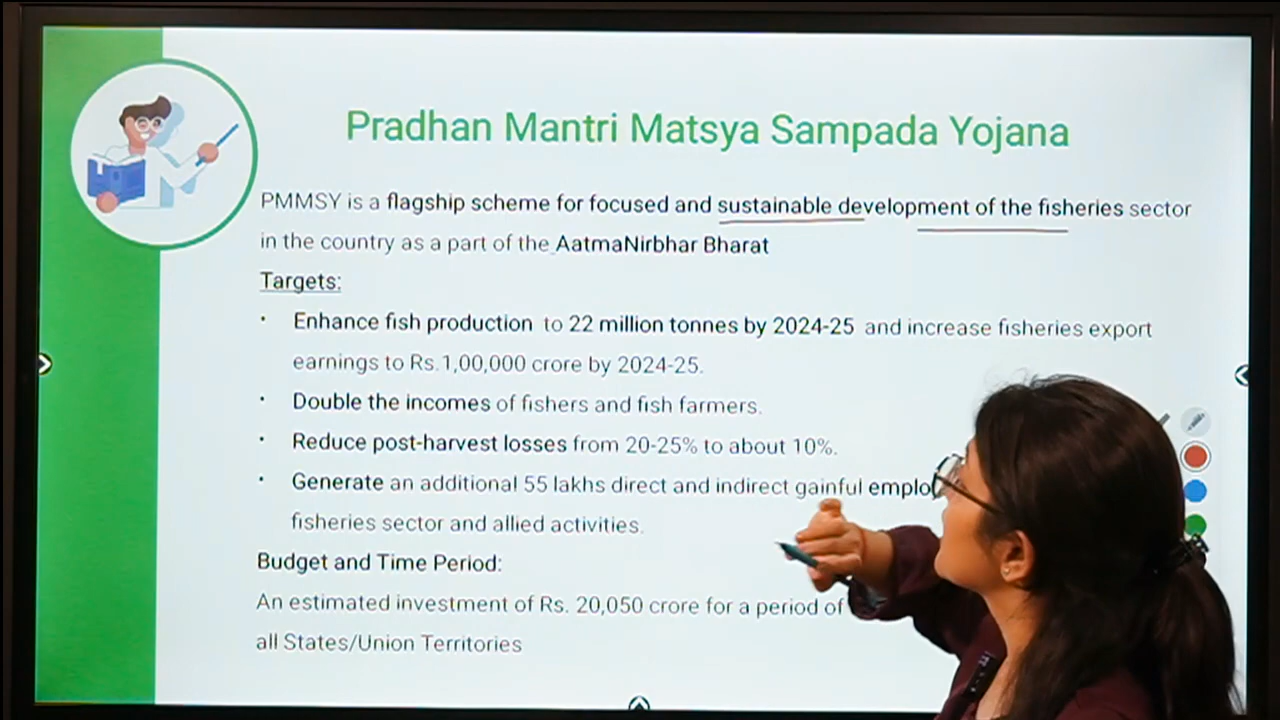 Pradhan Mantri Matsya Sampada Yojana
PMMSY is a flagship scheme for focused and sustainable development of the fisheries sector
in the country as a part of the AatmaNirbhar Bharat
Targets:
• Enhance fish production to 22 million tonnes by 2024-25 and increase fisheries export
earnings to Rs.1,00,000 crore by 2024-25.
• Double the incomes of fishers and fish farmers.
• Reduce post-harvest losses from 20-25% to about 10%.
• Generate an additional 55 lakhs direct and indirect gainful
fisheries sector and allied activities.
Budget and Time Period:
An estimated investment of Rs. 20,050 crore for a period of
all States/Union Territories